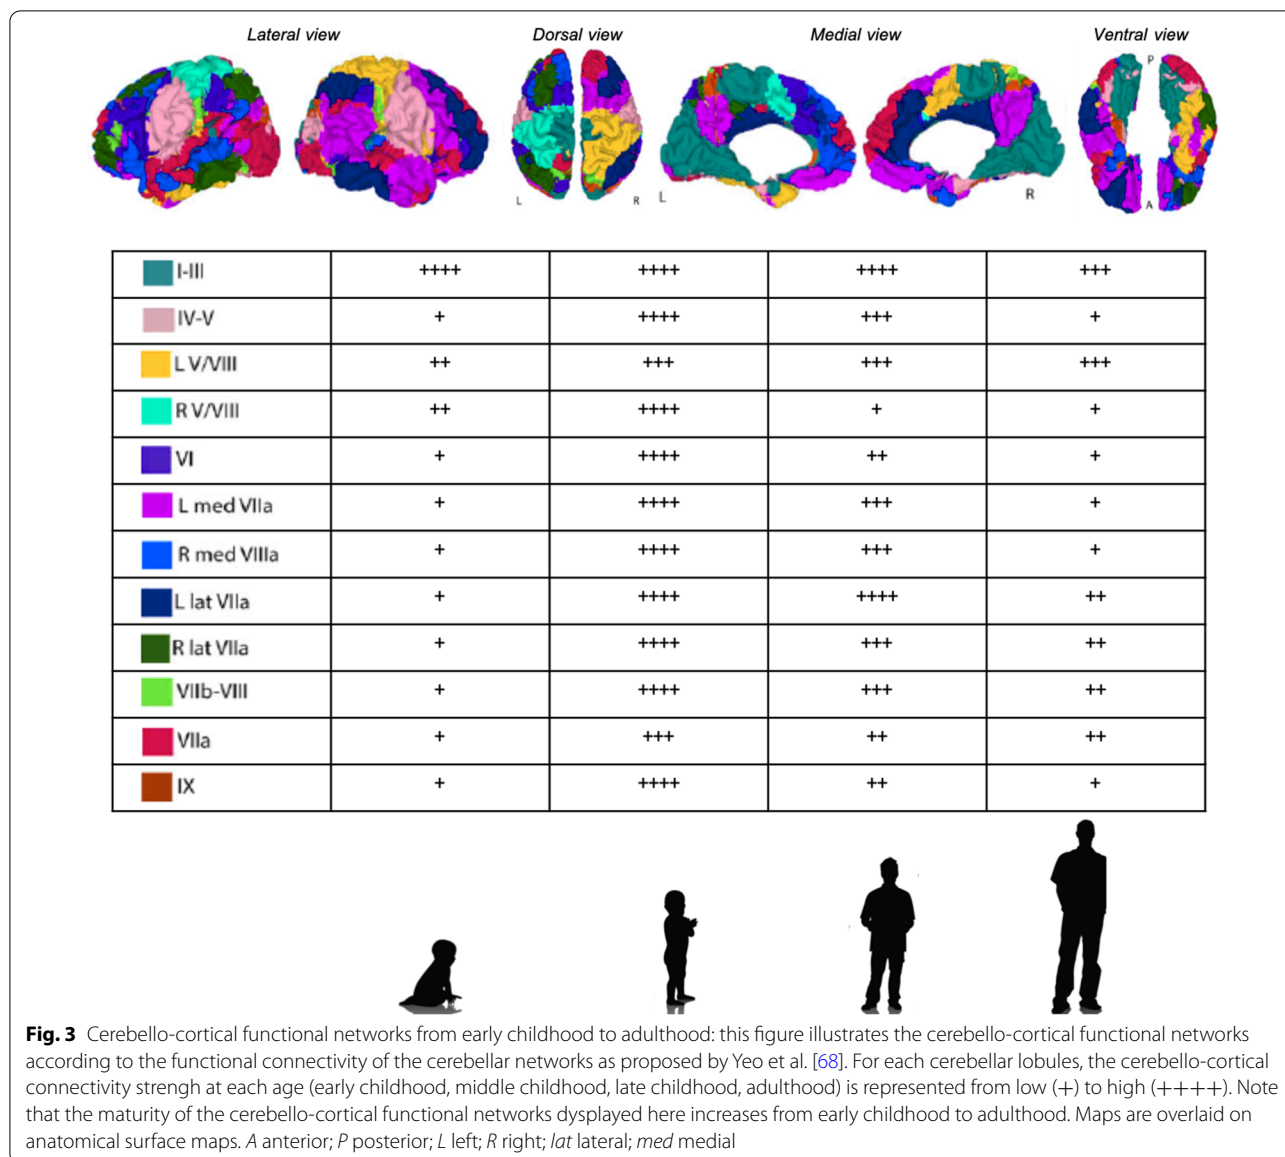 Lateral view Dorsal view Medial view Ventral view
P
L R L R A
I-III ++++ ++++ ++++ +++
IV-V + ++++ +++ +
L V/VIII ++ +++ +++ +++
R V/VIII ++ ++++ + +
VI + ++++ ++ +
L med VIIa + ++++ +++ +
R med VIIIa + ++++ +++ +
L lat VIIa + ++++ ++++ ++
R lat VIIa + ++++ +++ ++
VIIb-VIII + ++++ +++ ++
VIIa + +++ ++ ++
IX + ++++ ++ +
Fig. 3 Cerebello-cortical functional networks from early childhood to adulthood: this figure illustrates the cerebello-cortical functional networks
according to the functional connectivity of the cerebellar networks as proposed by Yeo et al. [68]. For each cerebellar lobules, the cerebello-cortical
connectivity strengh at each age (early childhood, middle childhood, late childhood, adulthood) is represented from low (+) to high (++++). Note
that the maturity of the cerebello-cortical functional networks dysplayed here increases from early childhood to adulthood. Maps are overlaid on
anatomical surface maps. A anterior; P posterior; L left; R right; lat lateral; med medial